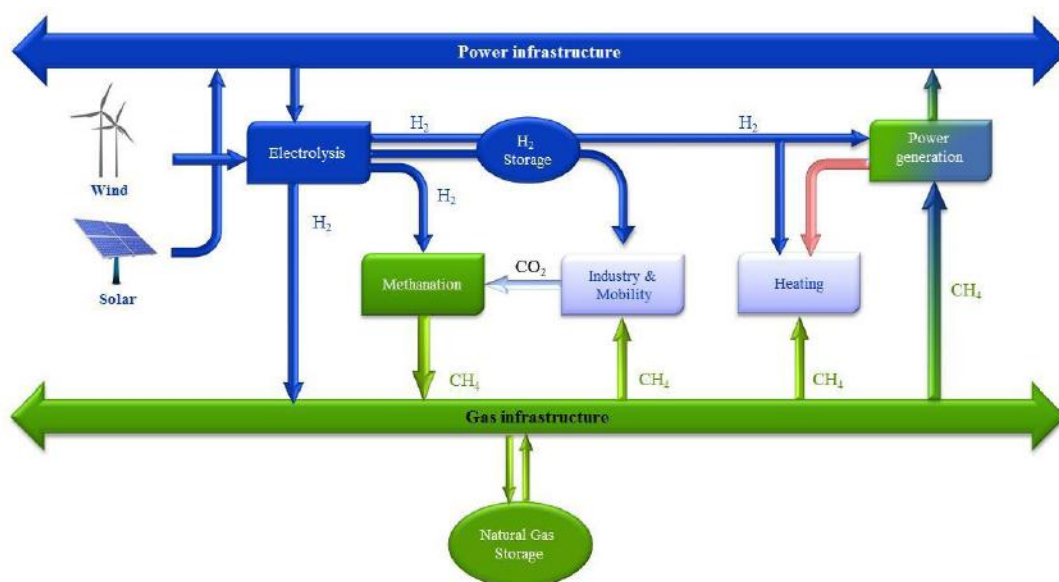 Power infrastructure
Wind
Solar
Electrolysis
H₂
H₂
Storage
H₂
Power
generation
H₂
H₂
Methanation
CO₂
Industry &
Mobility
Heating
CH₄
CH₄
CH₄
CH₄
Gas infrastructure
Natural Gas
Storage